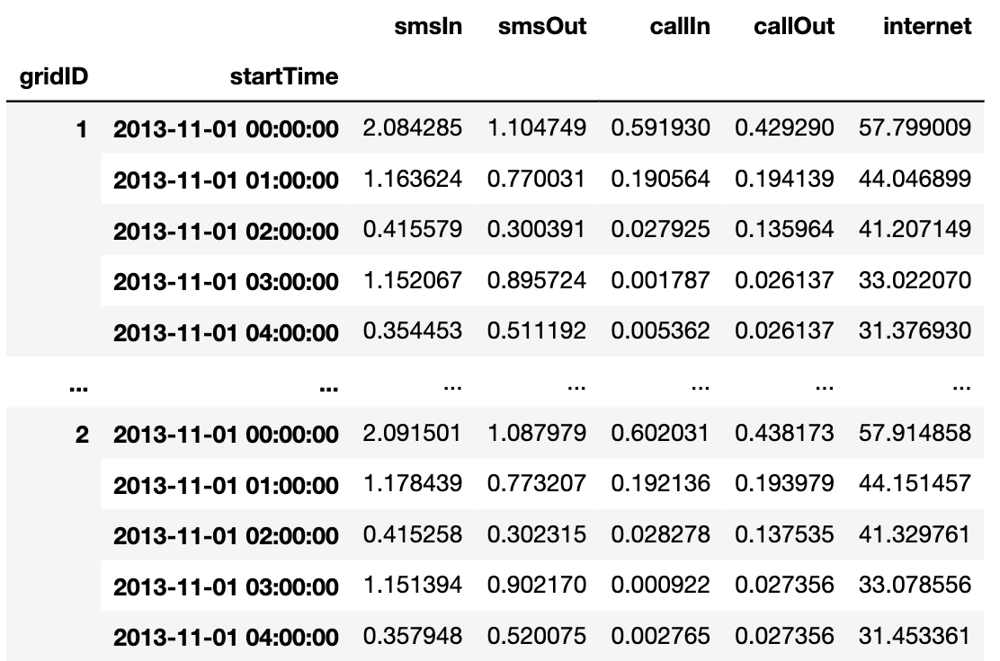 smsIn smsOut callIn callOut internet
gridID startTime
1 2013-11-01 00:00:00 2.084285 1.104749 0.591930 0.429290 57.799009
2013-11-01 01:00:00 1.163624 0.770031 0.190564 0.194139 44.046899
2013-11-01 02:00:00 0.415579 0.300391 0.027925 0.135964 41.207149
2013-11-01 03:00:00 1.152067 0.895724 0.001787 0.026137 33.022070
2013-11-01 04:00:00 0.354453 0.511192 0.005362 0.026137 31.376930
... ... ... ... ... ... ...
2 2013-11-01 00:00:00 2.091501 1.087979 0.602031 0.438173 57.914858
2013-11-01 01:00:00 1.178439 0.773207 0.192136 0.193979 44.151457
2013-11-01 02:00:00 0.415258 0.302315 0.028278 0.137535 41.329761
2013-11-01 03:00:00 1.151394 0.902170 0.000922 0.027356 33.078556
2013-11-01 04:00:00 0.357948 0.520075 0.002765 0.027356 31.453361